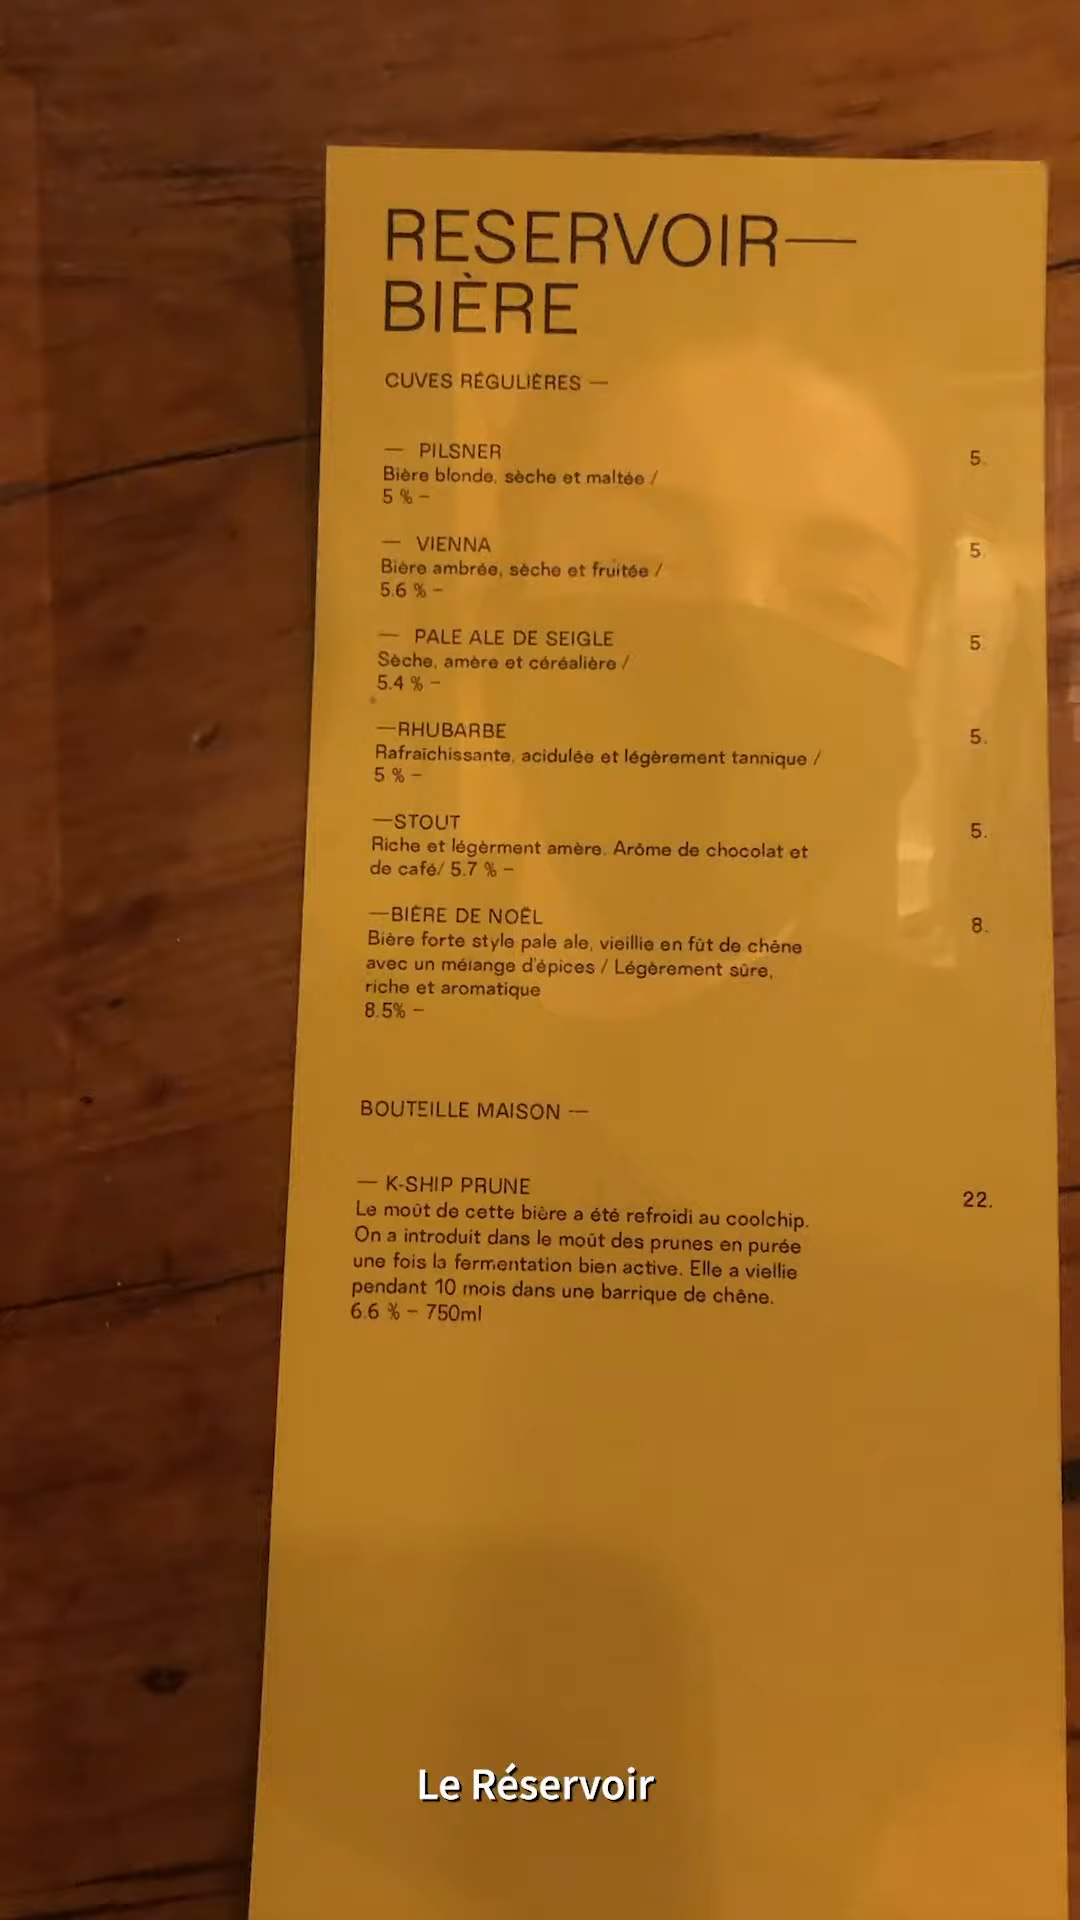 RESERVOIR—
BIÈRE
CUVES RÉGULIÈRES —
— PILSNER 5.
Bière blonde, sèche et maltée /
5 % –
— VIENNA 5.
Bière ambrée, sèche et fruitée /
5.6 % –
— PALE ALE DE SEIGLE 5.
Sèche, amère et céréalière /
5.4 % –
—RHUBARBE 5.
Rafraichissante, acidulée et légèrement tannique /
5 % –
—STOUT 5.
Riche et légèrment amère. Arôme de chocolat et
de café/ 5.7 % –
—BIÈRE DE NOËL 8.
Bière forte style pale ale, vieillie en fût de chêne
avec un mélange d'épices / Légèrement sûre,
riche et aromatique
8.5% –
BOUTEILLE MAISON —
— K-SHIP PRUNE 22.
Le moût de cette bière a été refroidi au coolchip.
On a introduit dans le moût des prunes en purée
une fois la fermentation bien active. Elle a viellie
pendant 10 mois dans une barrique de chêne.
6.6 % – 750ml
Le Réservoir